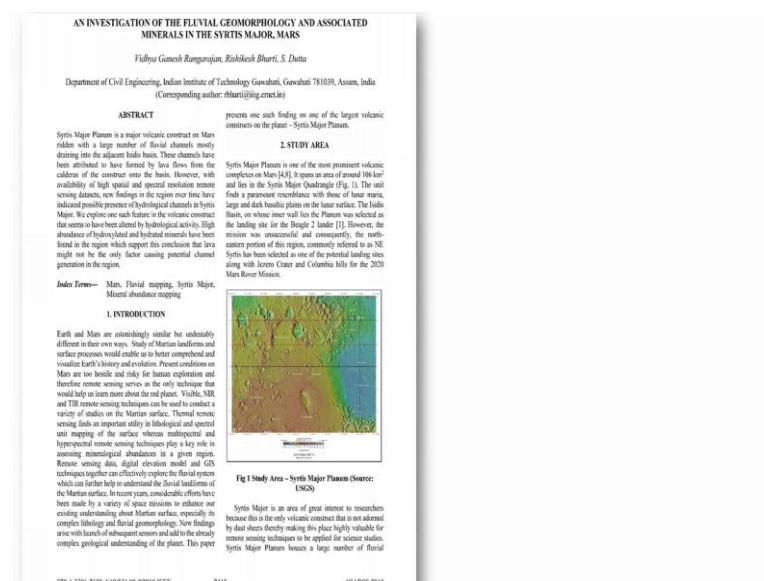 AN INVESTIGATION OF THE FLUVIAL GEOMORPHOLOGY AND ASSOCIATED
MINERALS IN THE SYRTIS MAJOR, MARS
Vidhya Ganesh Rangarajan, Rishikesh Bharti, S. Dutta
Department of Civil Engineering, Indian Institute of Technology Guwahati, Guwahati 781039, Assam, India
(Corresponding author: rbharti@iitg.ernet.in)
ABSTRACT
Syrtis Major Planum is a major volcanic construct on Mars
ridden with a large number of fluvial channels mostly
draining into the adjacent Isidis basin. These channels have
been attributed to have formed by lava flows from the
calderas of the construct onto the basin. However, with
availability of high spatial and spectral resolution remote
sensing datasets, new findings in the region over time have
indicated possible presence of hydrological channels in Syrtis
Major. We explore one such feature in the volcanic construct
that seems to have been altered by hydrological activity. High
abundance of hydroxylated and hydrated minerals have been
found in the region which support this conclusion that lava
might not be the only factor causing potential channel
generation in the region.
Index Terms— Mars, Fluvial mapping, Syrtis Major,
Mineral abundance mapping
1. INTRODUCTION
Earth and Mars are astonishingly similar but undeniably
different in their own ways. Study of Martian landforms and
surface processes would enable us to better comprehend and
visualize Earth's history and evolution. Present conditions on
Mars are too hostile and risky for human exploration and
therefore remote sensing serves as the only technique that
would help us learn more about the red planet. Visible, NIR
and TIR remote sensing techniques can be used to conduct a
variety of studies on the Martian surface. Thermal remote
sensing finds an important utility in lithological and spectral
unit mapping of the surface whereas multispectral and
hyperspectral remote sensing techniques play a key role in
assessing mineralogical abundances in a given region.
Remote sensing data, digital elevation model and GIS
techniques together can effectively explore the fluvial system
which can further help to understand the fluvial landforms of
the Martian surface. In recent years, considerable efforts have
been made by a variety of space missions to enhance our
existing understanding about Martian surface, especially its
complex lithology and fluvial geomorphology. New findings
arise with launch of subsequent sensors and add to the already
complex geological understanding of the planet. This paper
presents one such finding on one of the largest volcanic
constructs on the planet – Syrtis Major Planum.
2. STUDY AREA
Syrtis Major Planum is one of the most prominent volcanic
complexes on Mars [4,8]. It spans an area of around 106 km2
and lies in the Syrtis Major Quadrangle (Fig. 1). The unit
finds a paramount resemblance with those of lunar maria,
large and dark basaltic plains on the lunar surface. The Isidis
Basin, on whose inner wall lies the Planum was selected as
the landing site for the Beagle 2 lander [1]. However, the
mission was unsuccessful and consequently, the north-
eastern portion of this region, commonly referred to as NE
Syrtis has been selected as one of the potential landing sites
along with Jezero Crater and Columbia hills for the 2020
Mars Rover Mission.
Fig 1 Study Area – Syrtis Major Planum (Source:
USGS)
Syrtis Major is an area of great interest to researchers
because this is the only volcanic construct that is not adorned
by dust sheets thereby making this place highly valuable for
remote sensing techniques to be applied for science studies.
Syrtis Major Planum houses a large number of fluvial